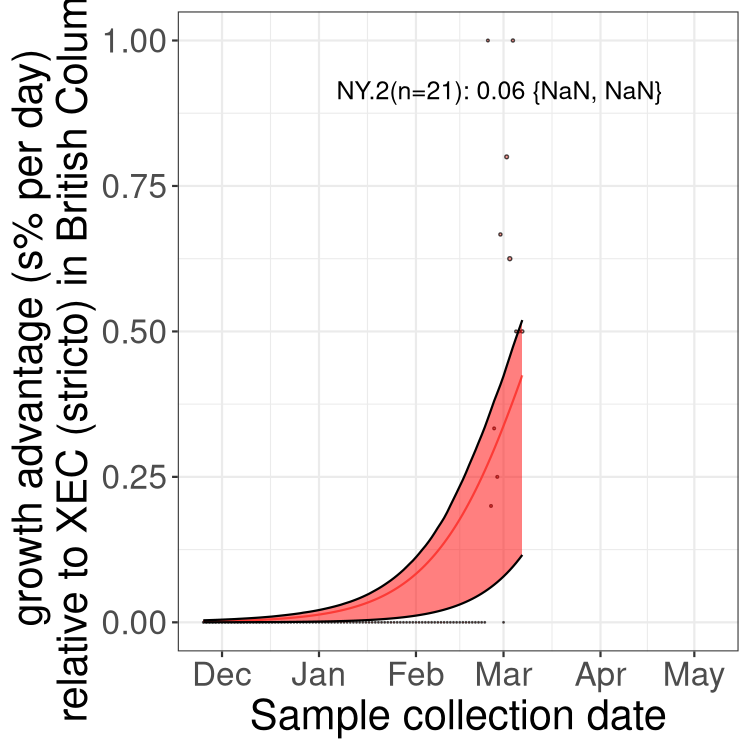 growth advantage (s% per day)
relative to XEC (stricto) in British Colum
1.00
0.75
0.50
0.25
0.00
NY.2(n=21): 0.06 {NaN, NaN}
Dec Jan Feb Mar Apr May
Sample collection date